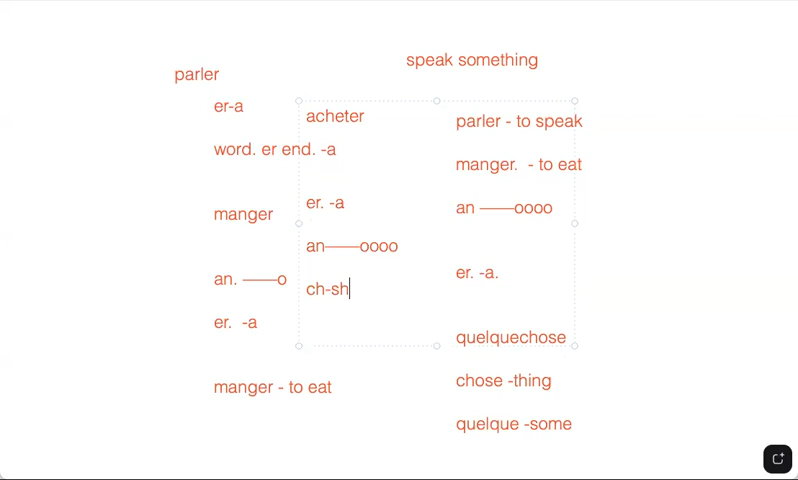 speak something
parler
er-a
word. er end. -a
manger
an. ——o
er. -a
manger - to eat
acheter
er. -a
an——oooo
ch-sh
parler - to speak
manger. - to eat
an ——oooo
er. -a.
quelquechose
chose -thing
quelque -some